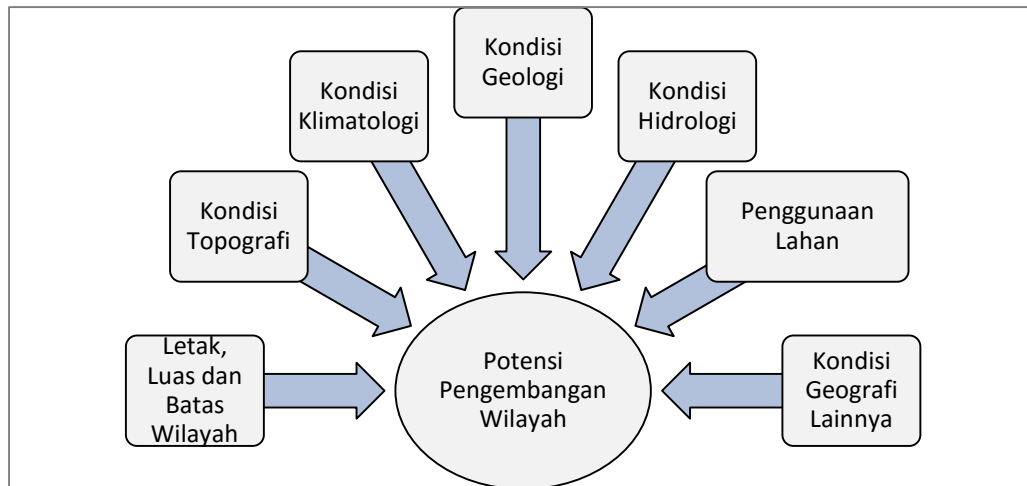 Kondisi
Geologi
Kondisi
Klimatologi
Kondisi
Hidrologi
Kondisi
Topografi
Penggunaan
Lahan
Letak,
Luas dan
Batas
Wilayah
Potensi
Pengembangan
Wilayah
Kondisi
Geografi
Lainnya